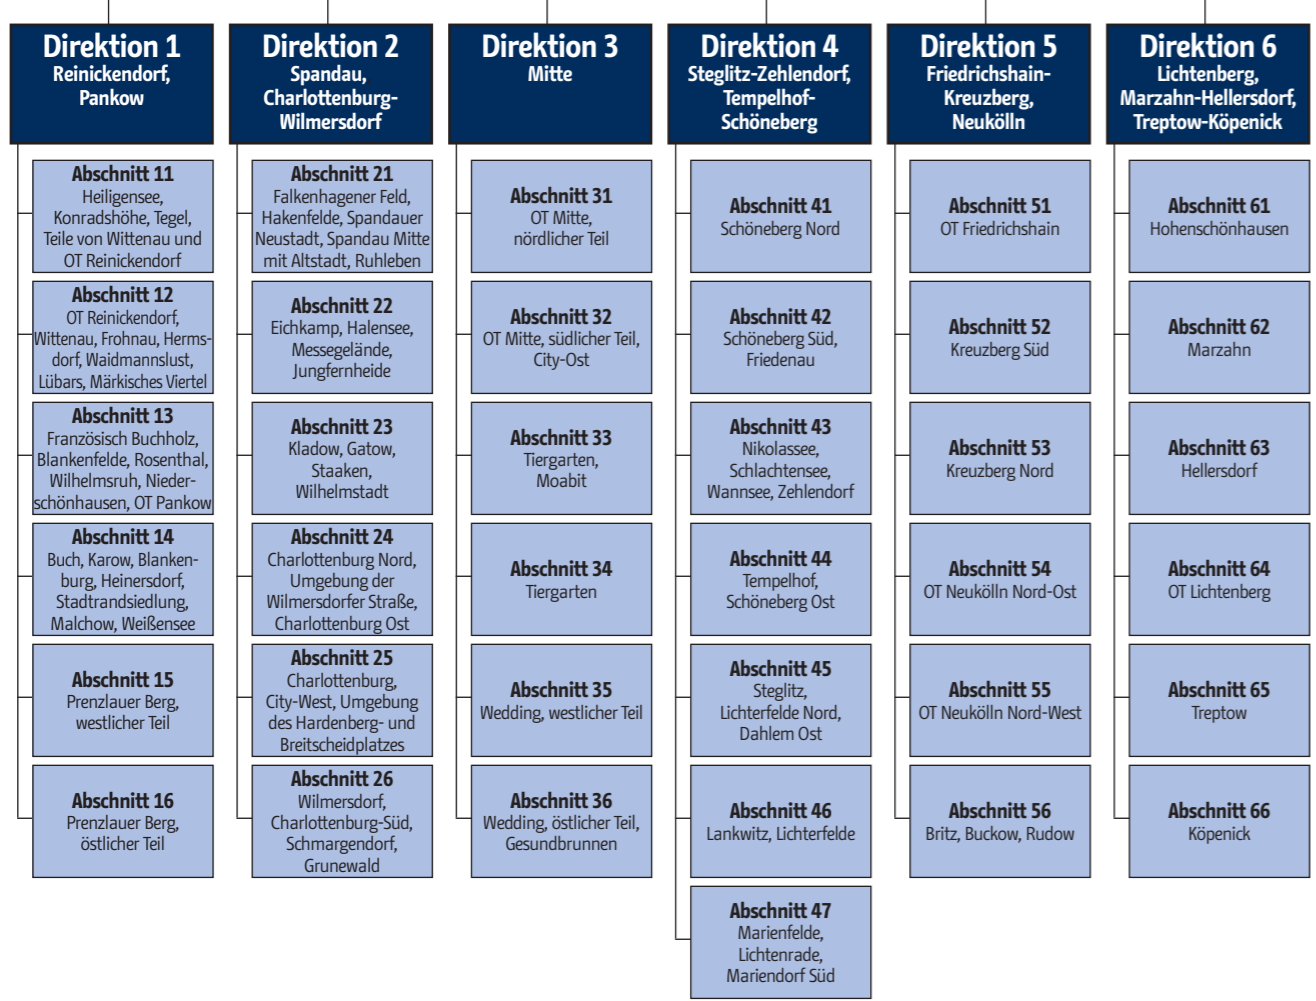 Direktion 1
Reinickendorf,
Pankow
Abschnitt 11
Heiligensee,
Konradshöhe, Tegel,
Teile von Wittenau und
OT Reinickendorf
Abschnitt 12
OT Reinickendorf,
Wittenau, Frohnau, Herms-
dorf, Waidmannslust,
Lübars, Märkisches Viertel
Abschnitt 13
Französisch Buchholz,
Blankenfelde, Rosenthal,
Wilhelmsruh, Nieder-
schönhausen, OT Pankow
Abschnitt 14
Buch, Karow, Blanken-
burg, Heinersdorf,
Stadtrandsiedlung,
Malchow, Weißensee
Abschnitt 15
Prenzlauer Berg,
westlicher Teil
Abschnitt 16
Prenzlauer Berg,
östlicher Teil
Direktion 2
Spandau,
Charlottenburg-
Wilmersdorf
Abschnitt 21
Falkenhagener Feld,
Hakenfelde, Spandauer
Neustadt, Spandau Mitte
mit Altstadt, Ruhleben
Abschnitt 22
Eichkamp, Halensee,
Messegelände,
Jungfernheide
Abschnitt 23
Kladow, Gatow,
Staaken,
Wilhelmstadt
Abschnitt 24
Charlottenburg Nord,
Umgebung der
Wilmersdorfer Straße,
Charlottenburg Ost
Abschnitt 25
Charlottenburg,
City-West, Umgebung
des Hardenberg- und
Breitscheidplatzes
Abschnitt 26
Wilmersdorf,
Charlottenburg-Süd,
Schmargendorf,
Grunewald
Direktion 3
Mitte
Abschnitt 31
OT Mitte,
nördlicher Teil
Abschnitt 32
OT Mitte, südlicher Teil,
City-Ost
Abschnitt 33
Tiergarten,
Moabit
Abschnitt 34
Tiergarten
Abschnitt 35
Wedding, westlicher Teil
Abschnitt 36
Wedding, östlicher Teil,
Gesundbrunnen
Direktion 4
Steglitz-Zehlendorf,
Tempelhof-
Schöneberg
Abschnitt 41
Schöneberg Nord
Abschnitt 42
Schöneberg Süd,
Friedenau
Abschnitt 43
Nikolassee,
Schlachtensee,
Wannsee, Zehlendorf
Abschnitt 44
Tempelhof,
Schöneberg Ost
Abschnitt 45
Steglitz,
Lichterfelde Nord,
Dahlem Ost
Abschnitt 46
Lankwitz, Lichterfelde
Abschnitt 47
Marienfelde,
Lichtenrade,
Mariendorf Süd
Direktion 5
Friedrichshain-
Kreuzberg,
Neukölln
Abschnitt 51
OT Friedrichshain
Abschnitt 52
Kreuzberg Süd
Abschnitt 53
Kreuzberg Nord
Abschnitt 54
OT Neukölln Nord-Ost
Abschnitt 55
OT Neukölln Nord-West
Abschnitt 56
Britz, Buckow, Rudow
Direktion 6
Lichtenberg,
Marzahn-Hellersdorf,
Treptow-Köpenick
Abschnitt 61
Hohenschönhausen
Abschnitt 62
Marzahn
Abschnitt 63
Hellersdorf
Abschnitt 64
OT Lichtenberg
Abschnitt 65
Treptow
Abschnitt 66
Köpenick